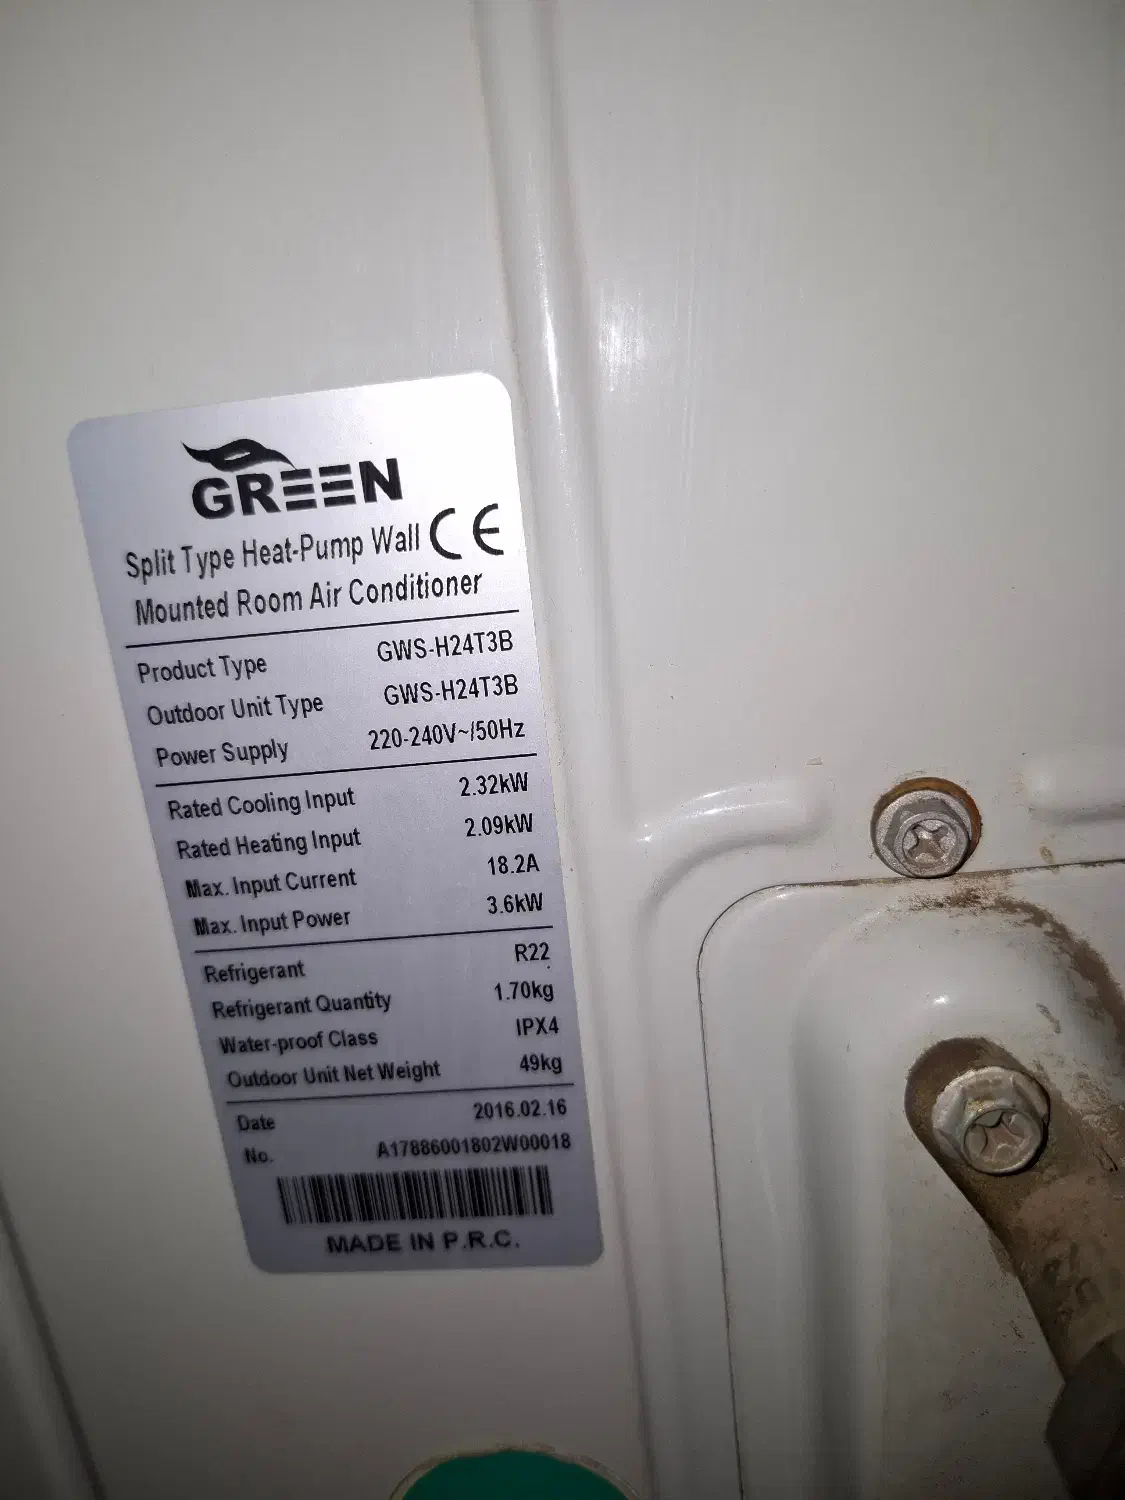 GREEN
Split Type Heat-Pump Wall CE
Mounted Room Air Conditioner
Product Type GWS-H24T3B
Outdoor Unit Type GWS-H24T3B
Power Supply 220-240V~/50Hz
Rated Cooling Input 2.32kW
Rated Heating Input 2.09kW
Max. Input Current 18.2A
Max. Input Power 3.6kW
Refrigerant R22
Refrigerant Quantity 1.70kg
Water-proof Class IPX4
Outdoor Unit Net Weight 49kg
Date 2016.02.16
No. A17886001802W00018
MADE IN P.R.C.